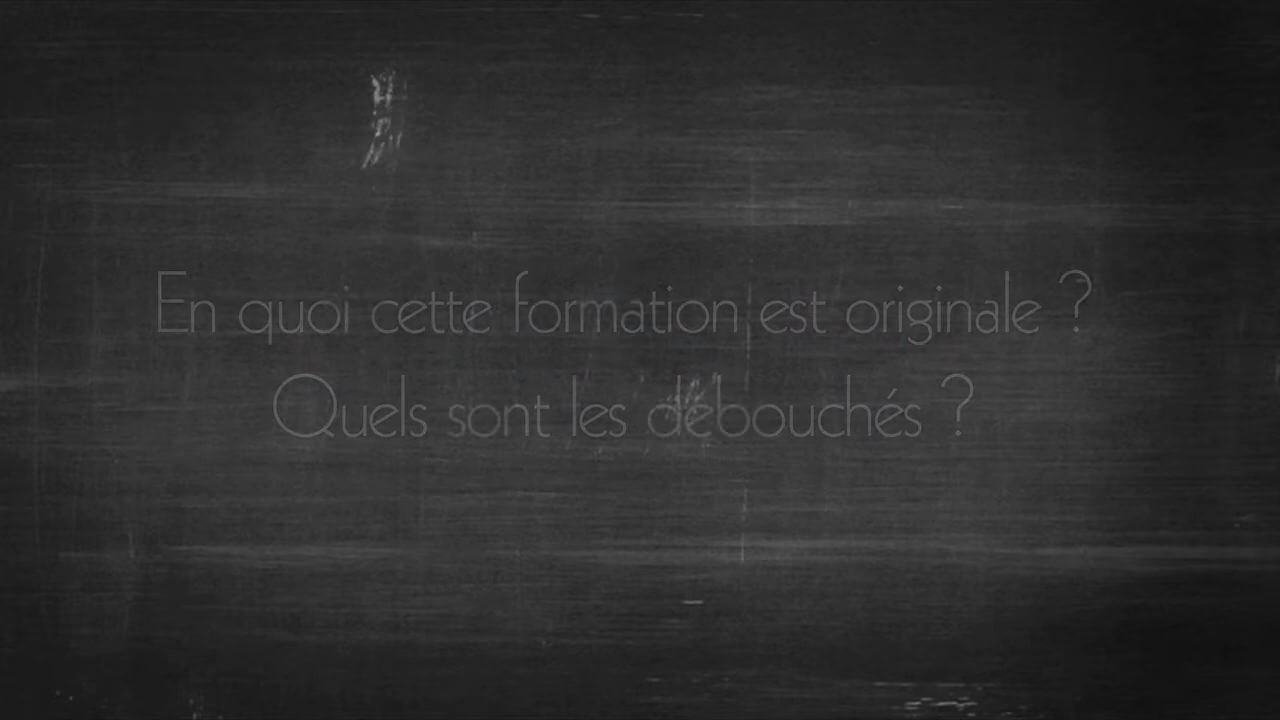 En quoi cette formation est originale ?
Quels sont les débouchés ?